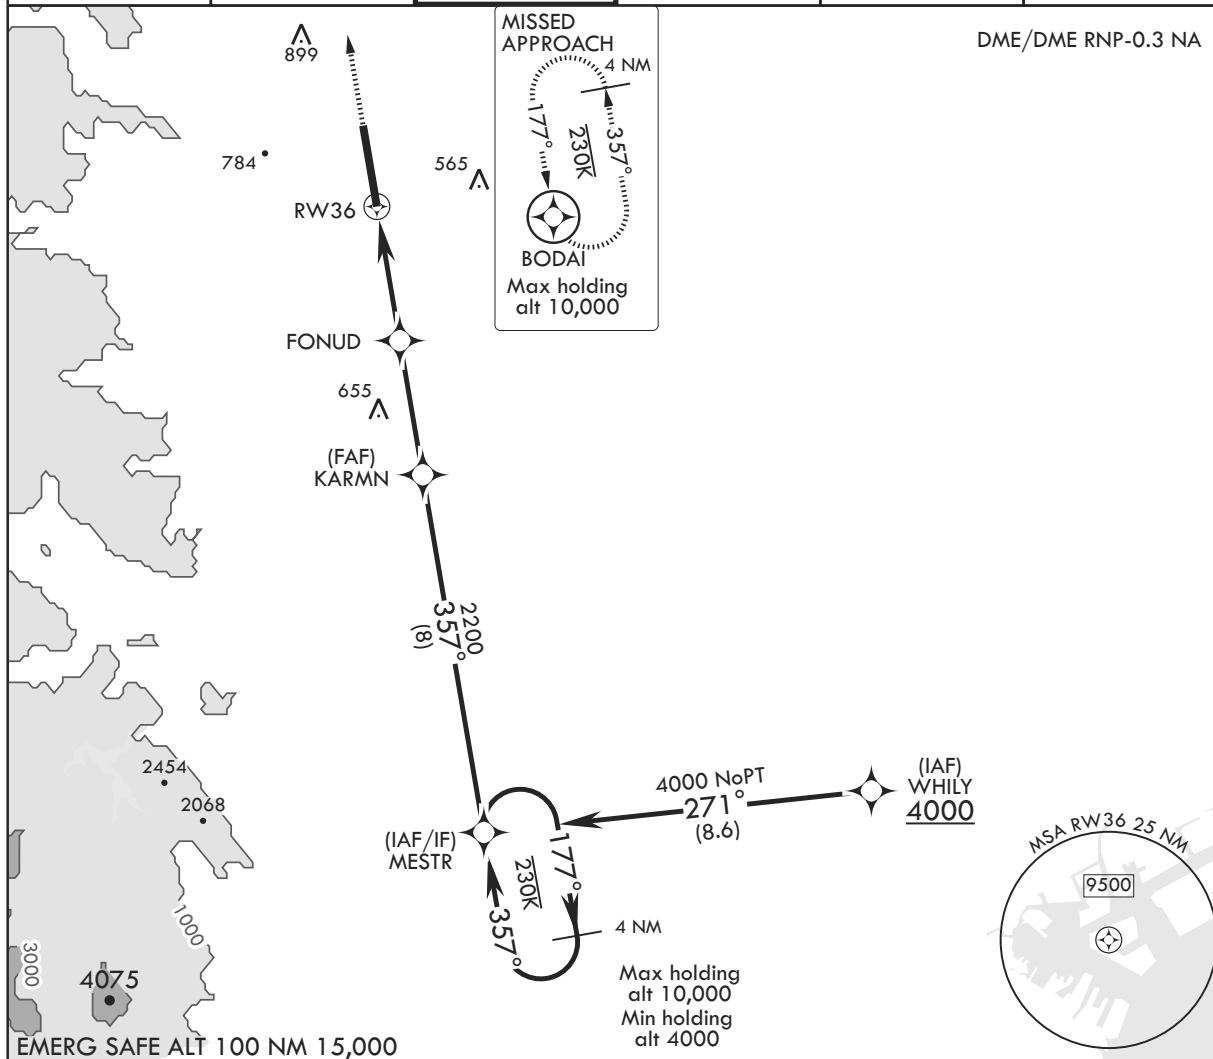 DME/DME RNP-0.3 NA
899
MISSED
APPROACH
4 NM
177°
230K
357°
BODAI
Max holding
alt 10,000
784
565
RW36
FONUD
655
(FAF)
KARMN
2200
357°
(8)
2454
2068
(IAF/IF)
MESTR
4000 NoPT
271°
(8.6)
(IAF)
WHILY
4000
177°
230K
357°
4 NM
Max holding
alt 10,000
Min holding
alt 4000
MSA RW36 25 NM
9500
1000
3000
4075
EMERG SAFE ALT 100 NM 15,000